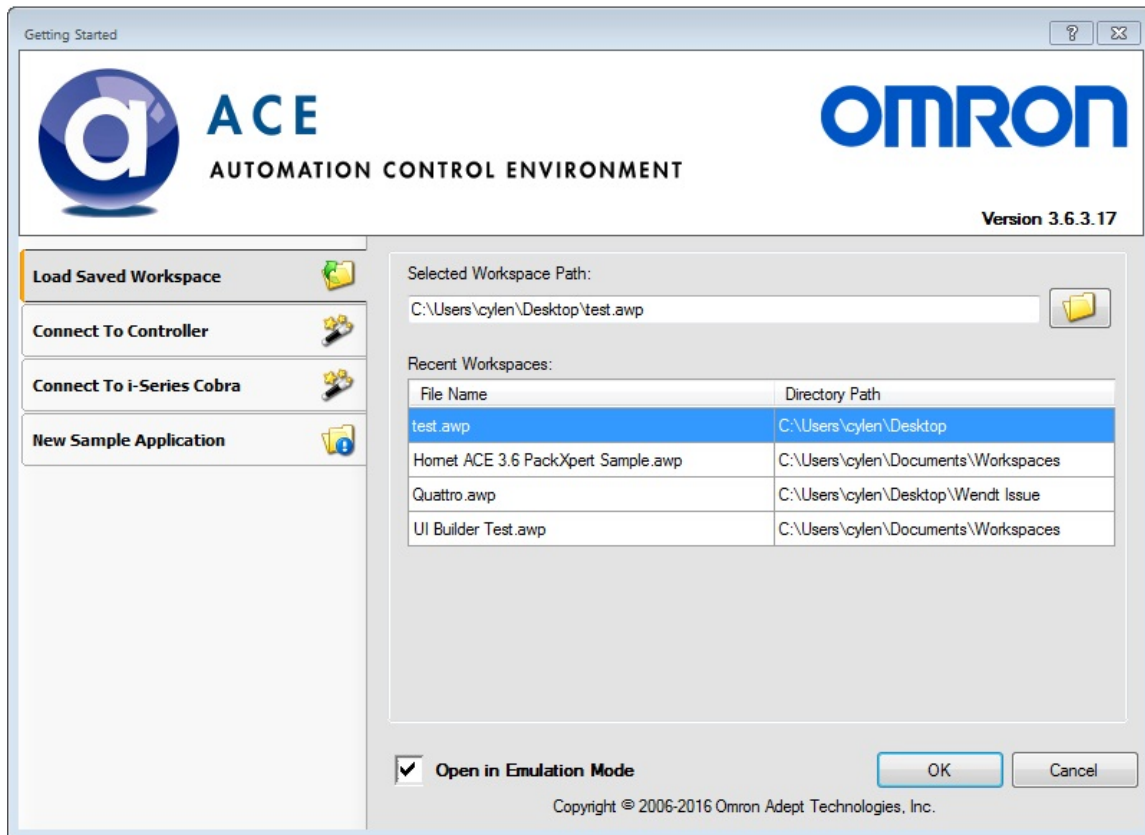 Getting Started
ACE
AUTOMATION CONTROL ENVIRONMENT
OMRON
Version 3.6.3.17
Load Saved Workspace
Connect To Controller
Connect To i-Series Cobra
New Sample Application
Selected Workspace Path:
C:\Users\cylen\Desktop\test.awp
Recent Workspaces:
File Name Directory Path
test.awp C:\Users\cylen\Desktop
Hornet ACE 3.6 PackXpert Sample.awp C:\Users\cylen\Documents\Workspaces
Quattro.awp C:\Users\cylen\Desktop\Wendt Issue
UI Builder Test.awp C:\Users\cylen\Documents\Workspaces
Open in Emulation Mode
OK Cancel
Copyright © 2006-2016 Omron Adept Technologies, Inc.